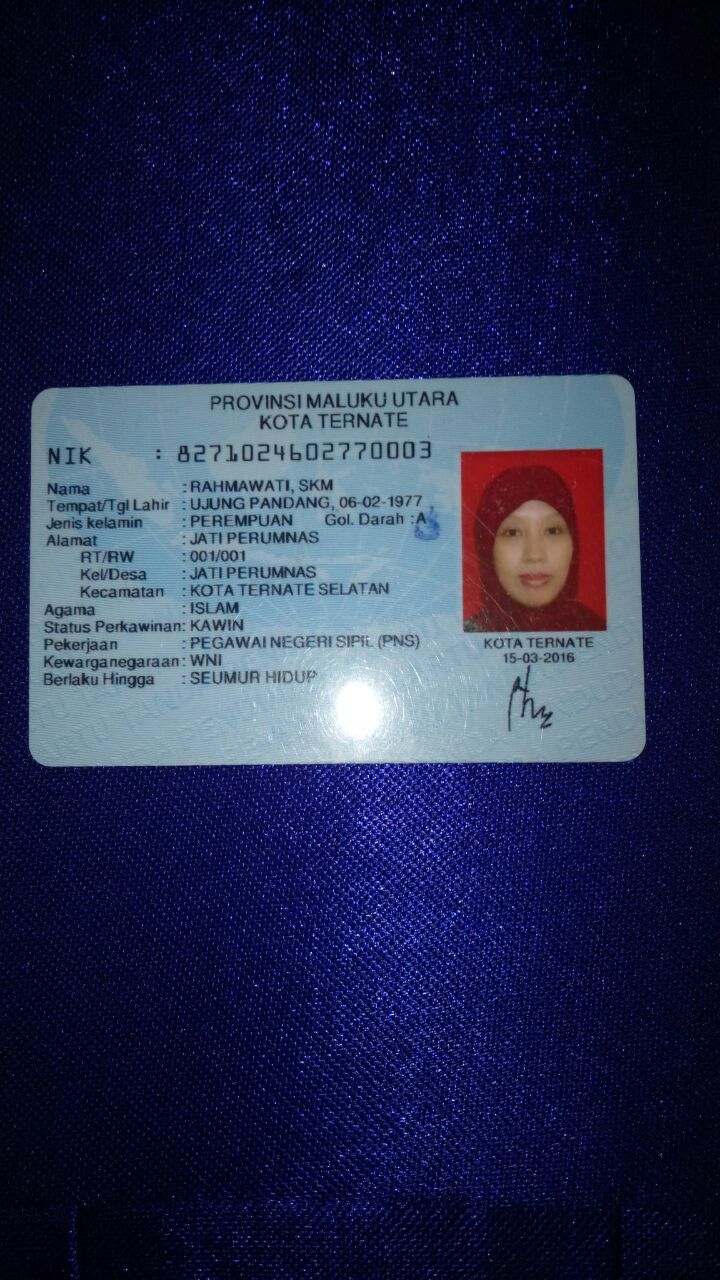 PROVINSI MALUKU UTARA
KOTA TERNATE
NIK : 8271024602770003
Nama : RAHMAWATI, SKM
Tempat/Tgl Lahir : UJUNG PANDANG, 06-02-1977
Jenis kelamin : PEREMPUAN Gol. Darah : A
Alamat : JATI PERUMNAS
RT/RW : 001/001
Kel/Desa : JATI PERUMNAS
Kecamatan : KOTA TERNATE SELATAN
Agama : ISLAM
Status Perkawinan: KAWIN
Pekerjaan : PEGAWAI NEGERI SIPIL (PNS)
Kewarganegaraan: WNI
Berlaku Hingga : SEUMUR HIDUP
KOTA TERNATE
15-03-2016